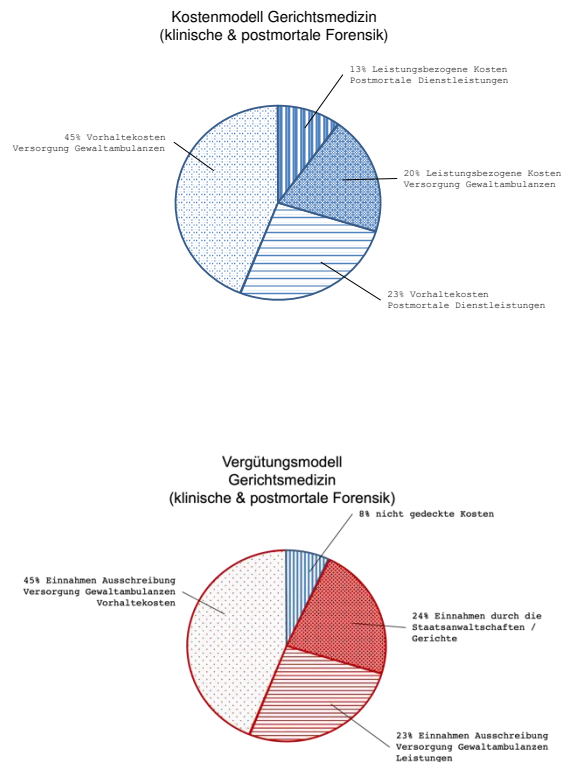 Kostenmodell Gerichtsmedizin
(klinische & postmortale Forensik)
13% Leistungsbezogene Kosten
Postmortale Dienstleistungen
45% Vorhaltekosten
Versorgung Gewaltambulanzen
20% Leistungsbezogene Kosten
Versorgung Gewaltambulanzen
23% Vorhaltekosten
Postmortale Dienstleistungen
Vergütungsmodell
Gerichtsmedizin
(klinische & postmortale Forensik)
8% nicht gedeckte Kosten
45% Einnahmen Ausschreibung
Versorgung Gewaltambulanzen
Vorhaltekosten
24% Einnahmen durch die
Staatsanwaltschaften /
Gerichte
23% Einnahmen Ausschreibung
Versorgung Gewaltambulanzen
Leistungen